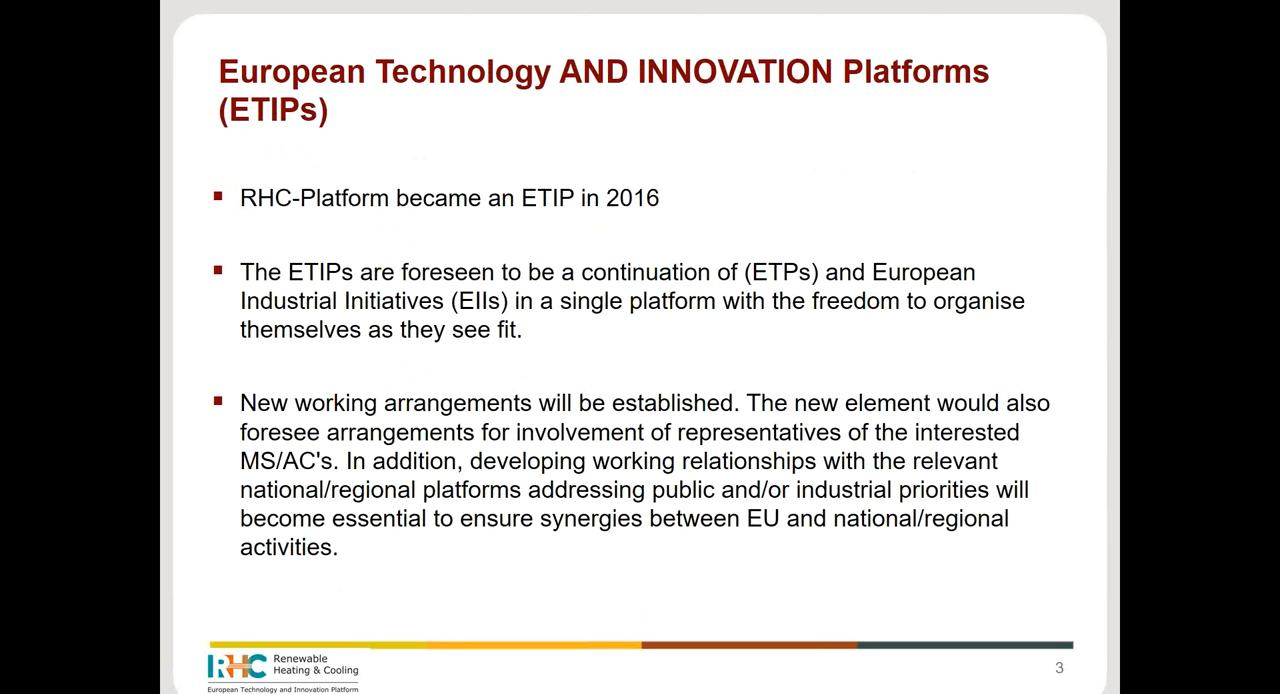 European Technology AND INNOVATION Platforms
(ETIPs)
RHC-Platform became an ETIP in 2016
The ETIPs are foreseen to be a continuation of (ETPs) and European
Industrial Initiatives (EIIs) in a single platform with the freedom to organise
themselves as they see fit.
New working arrangements will be established. The new element would also
foresee arrangements for involvement of representatives of the interested
MS/AC's. In addition, developing working relationships with the relevant
national/regional platforms addressing public and/or industrial priorities will
become essential to ensure synergies between EU and national/regional
activities.
RHC Renewable
Heating & Cooling
European Technology and Innovation Platform
3